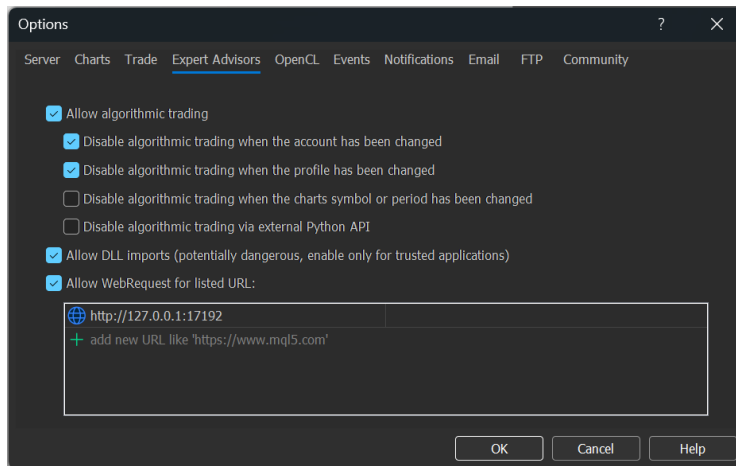 Options
?
Server Charts Trade Expert Advisors OpenCL Events Notifications Email FTP Community
Allow algorithmic trading
Disable algorithmic trading when the account has been changed
Disable algorithmic trading when the profile has been changed
Disable algorithmic trading when the charts symbol or period has been changed
Disable algorithmic trading via external Python API
Allow DLL imports (potentially dangerous, enable only for trusted applications)
Allow WebRequest for listed URL:
http://127.0.0.1:17192
add new URL like 'https://www.mql5.com'
OK Cancel Help